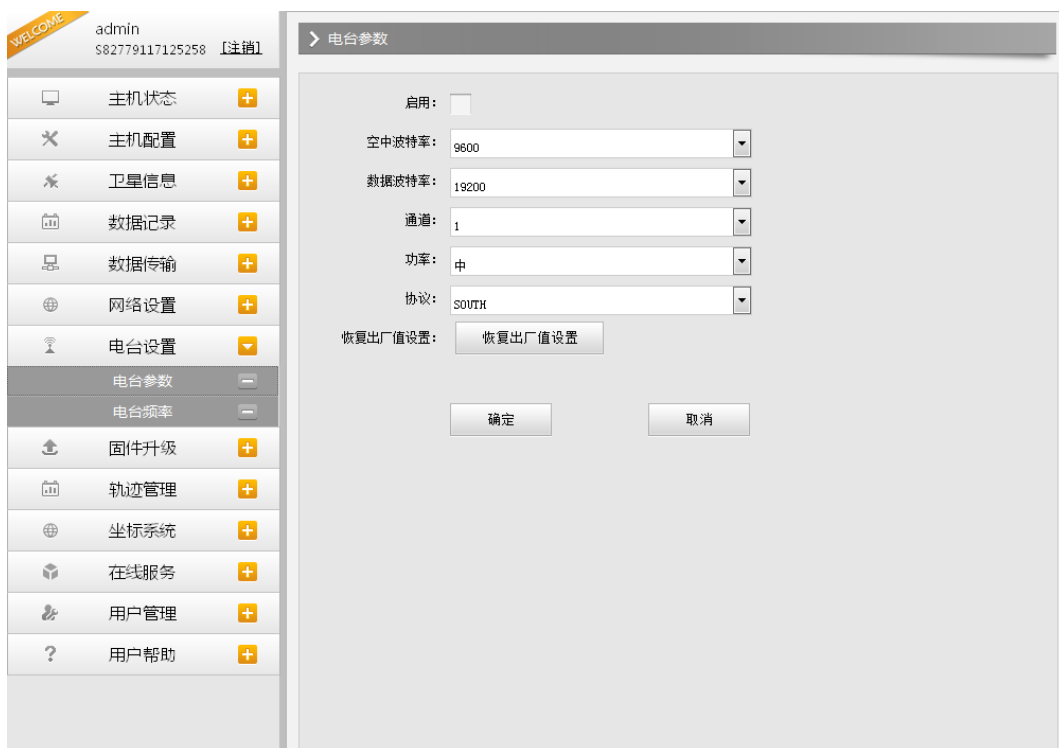 WELCOME
admin
S82779117125258 [注销]
主机状态
主机配置
卫星信息
数据记录
数据传输
网络设置
电台设置
电台参数
电台频率
固件升级
轨迹管理
坐标系统
在线服务
用户管理
用户帮助
电台参数
启用：
空中波特率： 9600
数据波特率： 19200
通道： 1
功率： 中
协议： SOUTH
恢复出厂值设置： 恢复出厂值设置
确定 取消